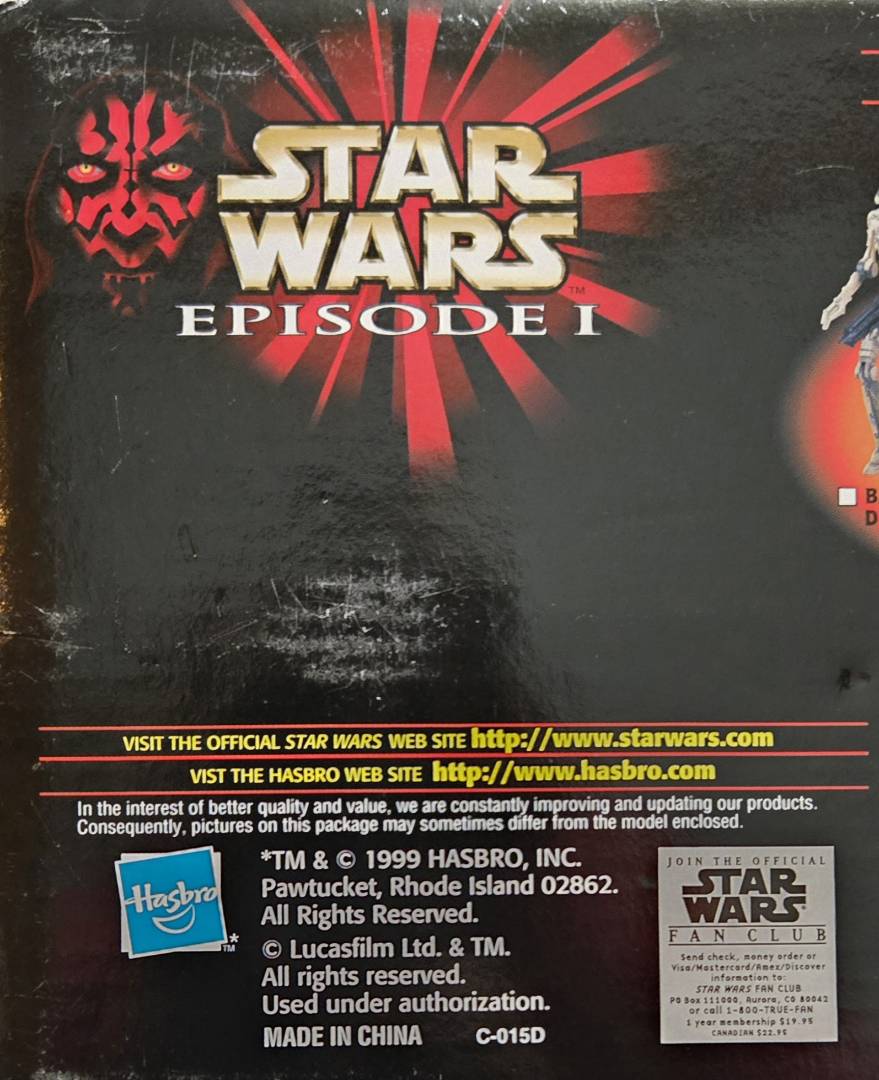 STAR
WARS
TM
EPISODE I
B
D
VISIT THE OFFICIAL STAR WARS WEB SITE http://www.starwars.com
VIST THE HASBRO WEB SITE http://www.hasbro.com
In the interest of better quality and value, we are constantly improving and updating our products.
Consequently, pictures on this package may sometimes differ from the model enclosed.
Hasbro
*
TM
*TM & © 1999 HASBRO, INC.
Pawtucket, Rhode Island 02862.
All Rights Reserved.
© Lucasfilm Ltd. & TM.
All rights reserved.
Used under authorization.
MADE IN CHINA C-015D
JOIN THE OFFICIAL
STAR
WARS
FAN CLUB
Send check, money order or
Visa/Mastercard/Amex/Discover
information to:
STAR WARS FAN CLUB
PO Box 111000, Aurora, CO 80042
or call 1-800-TRUE-FAN
1 year membership $19.95
CANADIAN $22.95